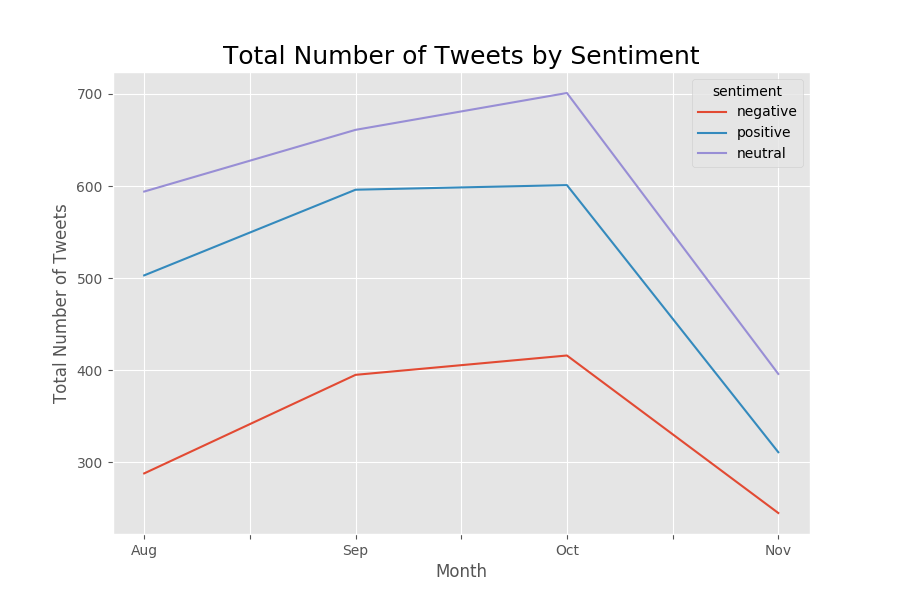 Total Number of Tweets by Sentiment
sentiment
negative
positive
neutral
Total Number of Tweets
700
600
500
400
300
Aug Sep Oct Nov
Month